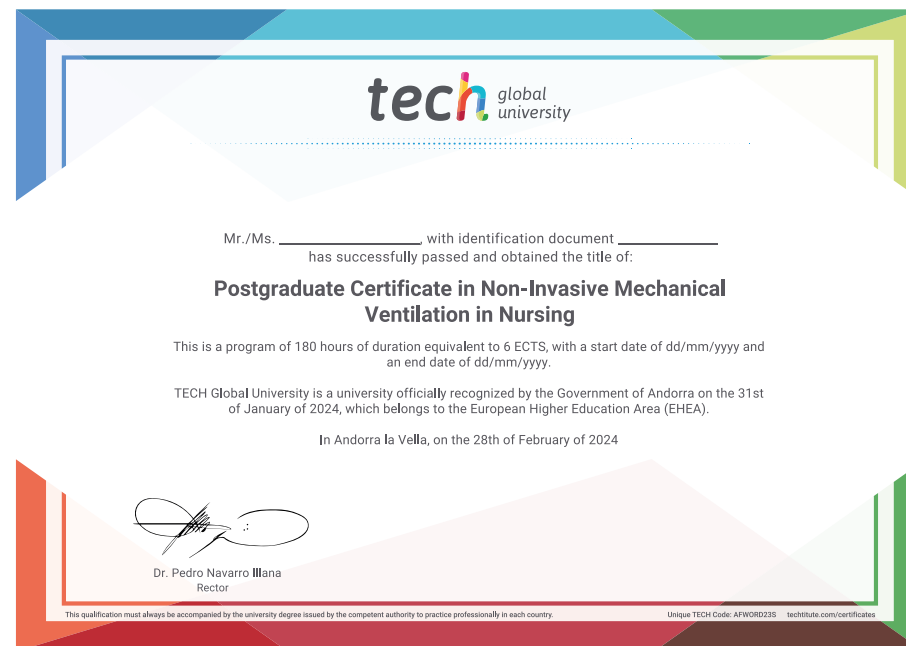 tech global university
Mr./Ms. ____________, with identification document ____________
has successfully passed and obtained the title of:
Postgraduate Certificate in Non-Invasive Mechanical
Ventilation in Nursing
This is a program of 180 hours of duration equivalent to 6 ECTS, with a start date of dd/mm/yyyy and
an end date of dd/mm/yyyy.
TECH Global University is a university officially recognized by the Government of Andorra on the 31st
of January of 2024, which belongs to the European Higher Education Area (EHEA).
In Andorra la Vella, on the 28th of February of 2024
Dr. Pedro Navarro Illana
Rector
This qualification must always be accompanied by the university degree issued by the competent authority to practice professionally in each country.
Unique TECH Code: AFWORD23S techtitute.com/certificates